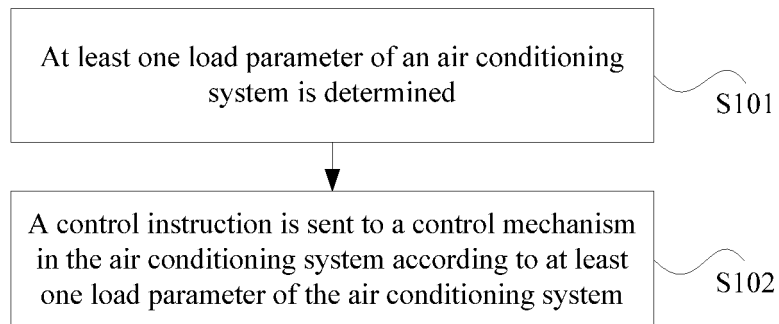 At least one load parameter of an air conditioning
system is determined
S101
A control instruction is sent to a control mechanism
in the air conditioning system according to at least
one load parameter of the air conditioning system
S102